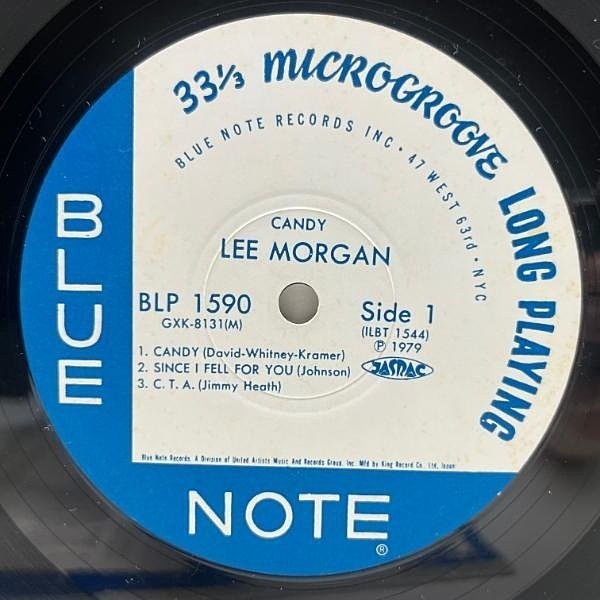 33⅓ MICROGROOVE LONG PLAYING
BLUE NOTE RECORDS INC • 47 WEST 63rd • NYC
CANDY
LEE MORGAN
BLP 1590
GXK-8131(M)
Side 1
(ILBT 1544)
Ⓟ 1979
JASRAC
1. CANDY (David-Whitney-Kramer)
2. SINCE I FELL FOR YOU (Johnson)
3. C. T. A. (Jimmy Heath)
Blue Note Records. A Division of United Artists Music And Records Group, Inc. Mfd by King Record Co. Ltd, Japan
BLUE
NOTE
®